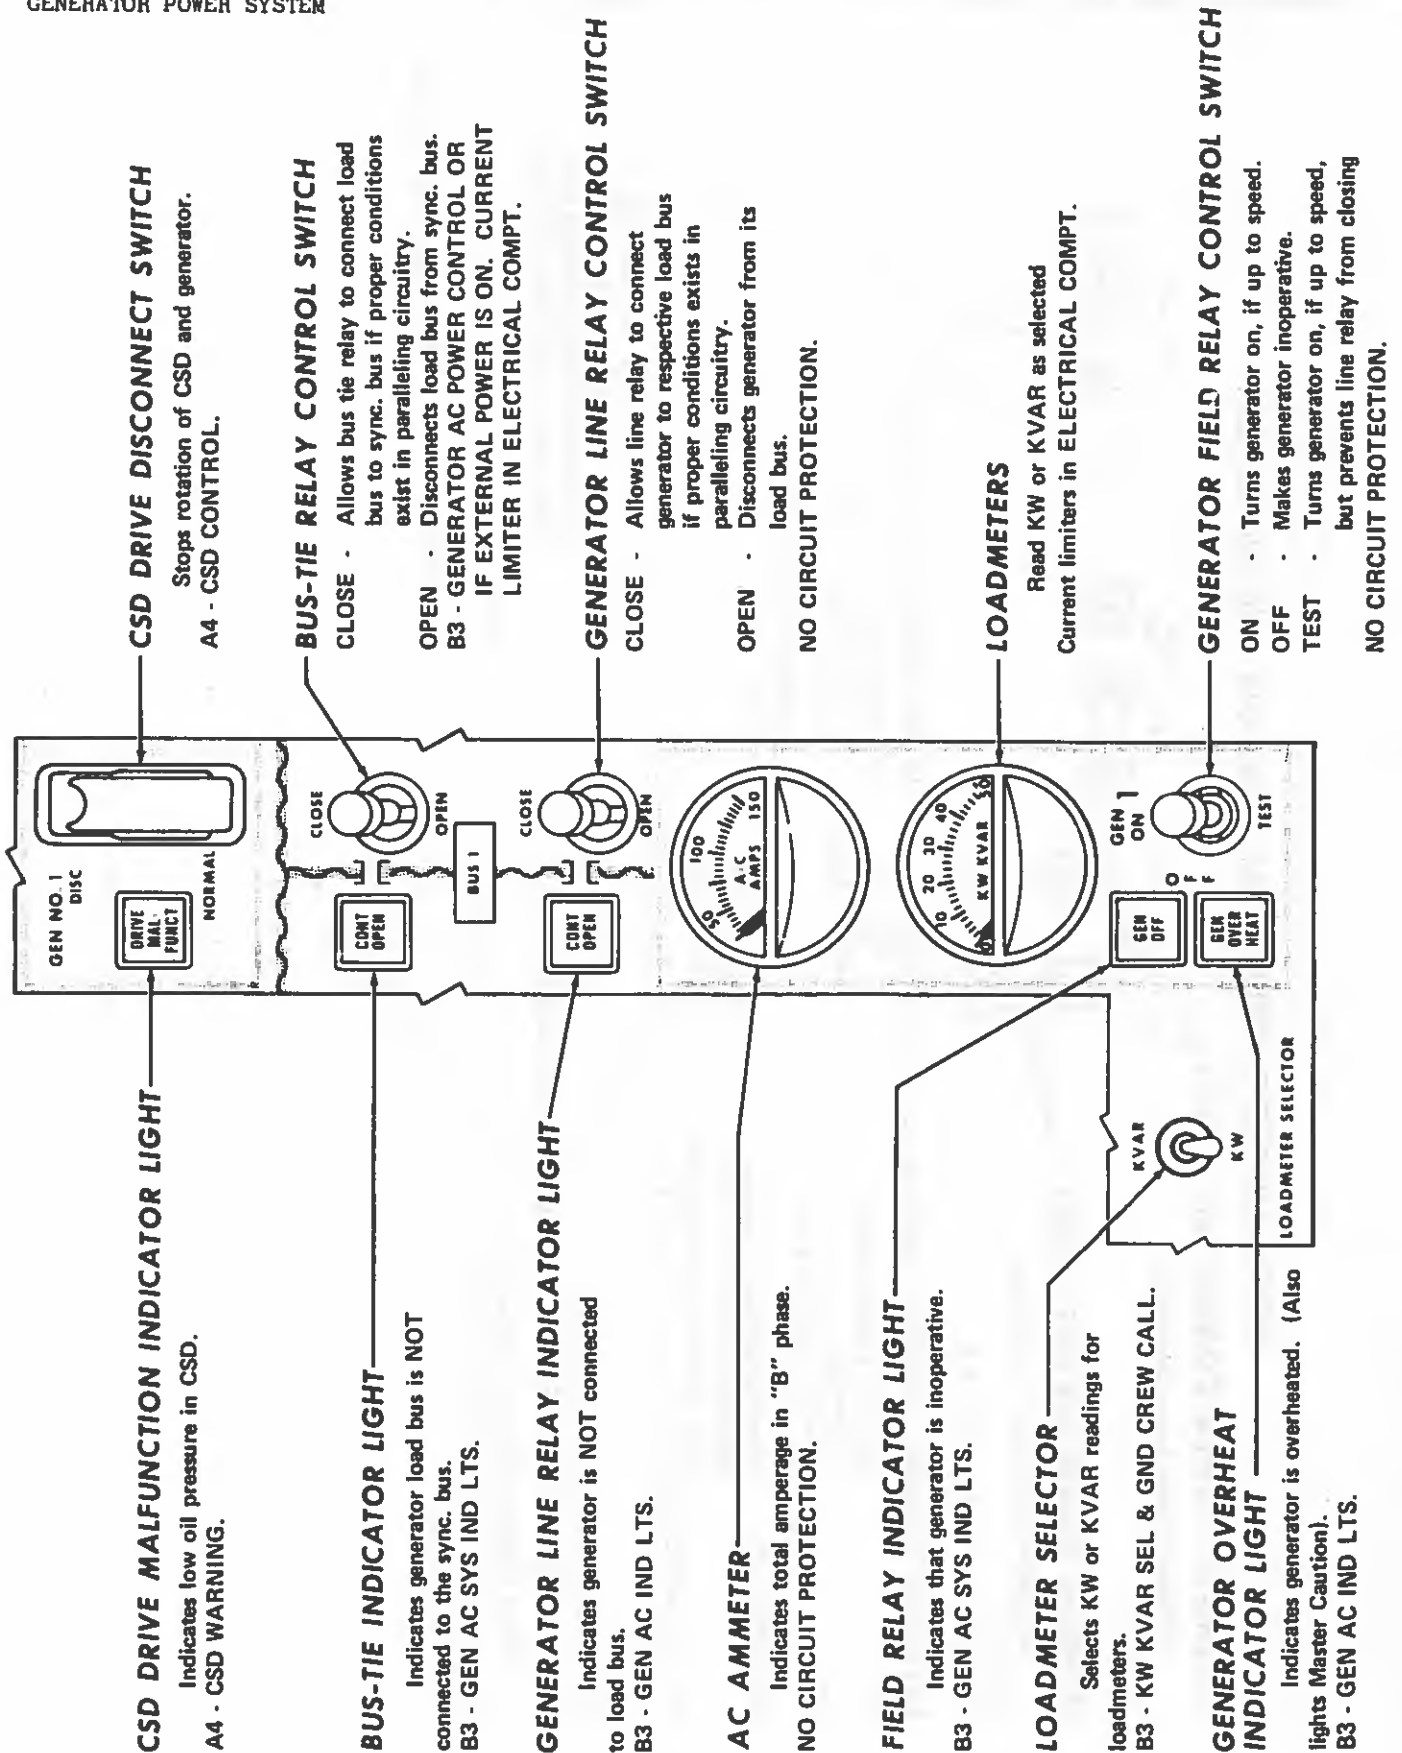 GENERATOR POWER SYSTEM
CSD DRIVE MALFUNCTION INDICATOR LIGHT
Indicates low oil pressure in CSD.
A4 - CSD WARNING.
BUS-TIE INDICATOR LIGHT
Indicates generator load bus is NOT
connected to the sync. bus.
B3 - GEN AC SYS IND LTS.
GENERATOR LINE RELAY INDICATOR LIGHT
Indicates generator is NOT connected
to load bus.
B3 - GEN AC IND LTS.
AC AMMETER
Indicates total amperage in "B" phase.
NO CIRCUIT PROTECTION.
FIELD RELAY INDICATOR LIGHT
Indicates that generator is inoperative.
B3 - GEN AC SYS IND LTS.
LOADMETER SELECTOR
Selects KW or KVAR readings for
loadmeters.
B3 - KW KVAR SEL & GND CREW CALL.
GENERATOR OVERHEAT
INDICATOR LIGHT
Indicates generator is overheated. (Also
lights Master Caution).
B3 - GEN AC IND LTS.
GEN NO. 1
DISC
DRIVE
MAL-
FUNCT
NORMAL
CLOSE
CONT
OPEN
OPEN
BUS 1
CLOSE
CONT
OPEN
OPEN
50 100 150
A-C
AMPS
0 10 20 30 40 50
KW KVAR
GEN 1
ON
GEN
OFF
OFF
GEN
OVER
HEAT
TEST
KVAR
KW
LOADMETER SELECTOR
CSD DRIVE DISCONNECT SWITCH
Stops rotation of CSD and generator.
A4 - CSD CONTROL.
BUS-TIE RELAY CONTROL SWITCH
CLOSE - Allows bus tie relay to connect load
bus to sync. bus if proper conditions
exist in paralleling circuitry.
OPEN - Disconnects load bus from sync. bus.
B3 - GENERATOR AC POWER CONTROL OR
IF EXTERNAL POWER IS ON. CURRENT
LIMITER IN ELECTRICAL COMPT.
GENERATOR LINE RELAY CONTROL SWITCH
CLOSE - Allows line relay to connect
generator to respective load bus
if proper conditions exists in
paralleling circuitry.
OPEN - Disconnects generator from its
load bus.
NO CIRCUIT PROTECTION.
LOADMETERS
Read KW or KVAR as selected
Current limiters in ELECTRICAL COMPT.
GENERATOR FIELD RELAY CONTROL SWITCH
ON - Turns generator on, if up to speed.
OFF - Makes generator inoperative.
TEST - Turns generator on, if up to speed,
but prevents line relay from closing
NO CIRCUIT PROTECTION.